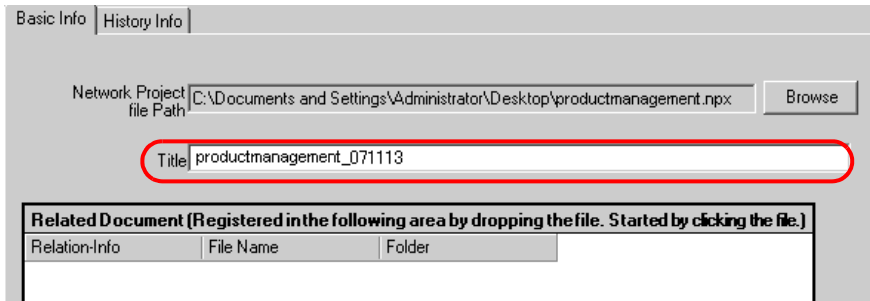 Basic Info History Info
Network Project
file Path C:\Documents and Settings\Administrator\Desktop\productmanagement.npx Browse
Title productmanagement_071113
Related Document (Registered in the following area by dropping the file. Started by clicking the file.)
Relation-Info File Name Folder